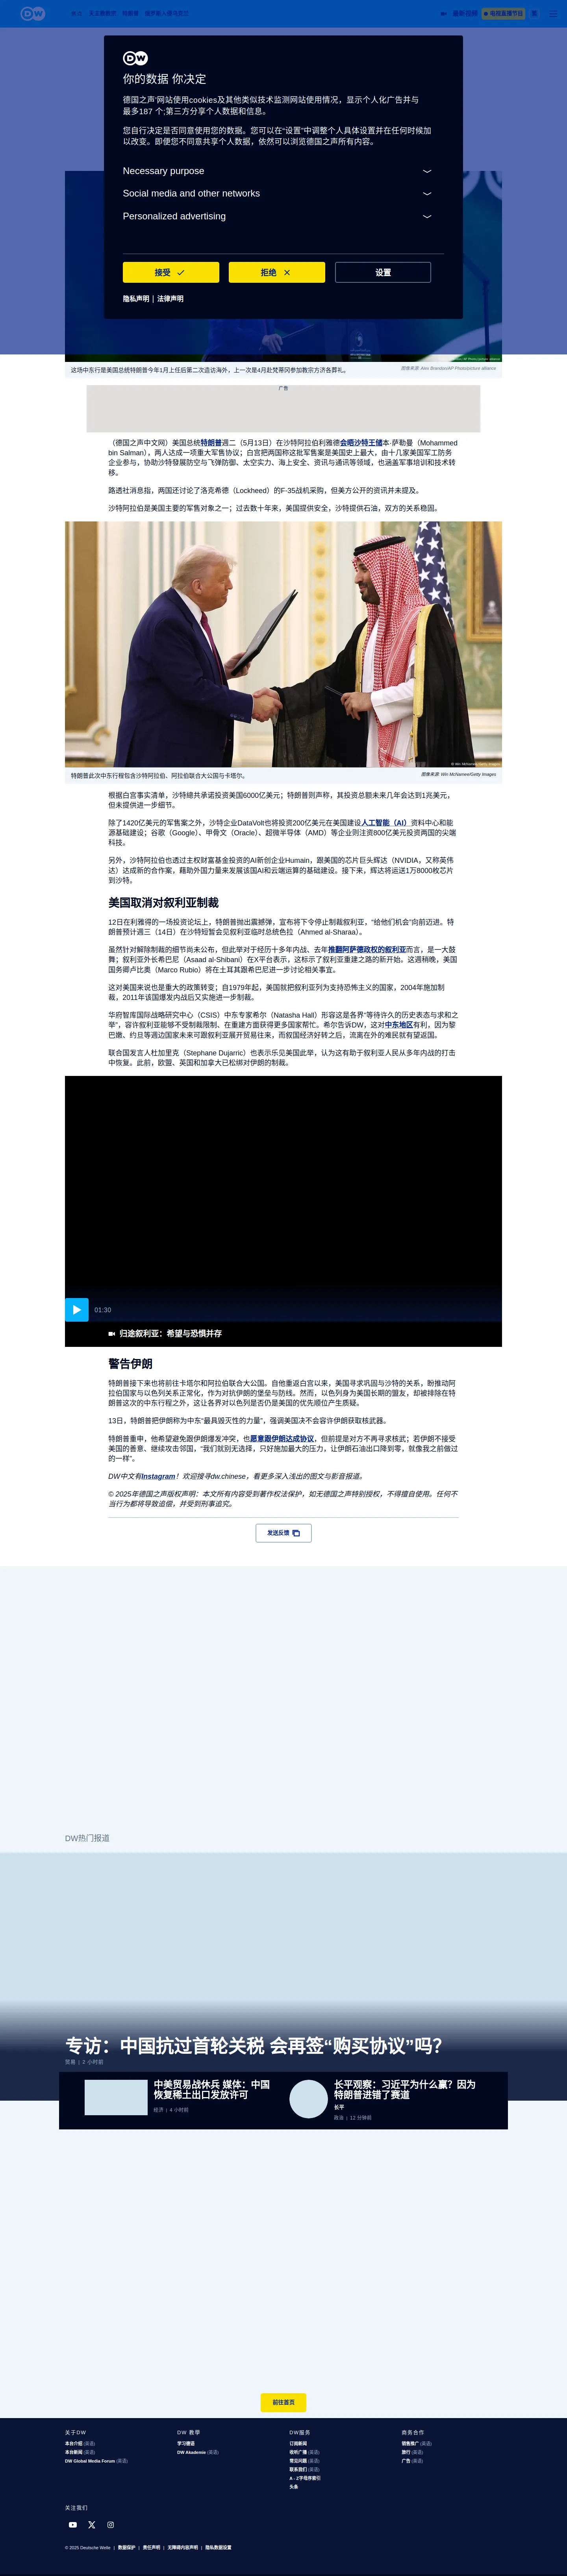 DW
最新视频
电视直播节目
DW
你的数据 你决定
德国之声˙网站使用cookies及其他类似技术监测网站使用情况，显示个人化广告并与
最多187 个;第三方分享个人数据和信息。
您自行决定是否同意使用您的数据。您可以在“设置”中调整个人具体设置并在任何时候加
以改变。即使您不同意共享个人数据，依然可以浏览德国之声所有内容。
Necessary purpose
Social media and other networks
Personalized advertising
接受
拒绝
设置
隐私声明 | 法律声明
这场中东行是美国总统特朗普今年1月上任后第二次造访海外，上一次是4月赴梵蒂冈参加教宗方济各葬礼。
图像来源: Alex Brandon/AP Photo/picture alliance
广告
（德国之声中文网）美国总统特朗普週二（5月13日）在沙特阿拉伯利雅德会晤沙特王储本·萨勒曼（Mohammed
bin Salman），两人达成一项重大军售协议；白宫把两国称这批军售案是美国史上最大，由十几家美国军工防务
企业参与，协助沙特發展防空与飞弹防御、太空实力、海上安全、资讯与通讯等领域，也涵盖军事培训和技术转
移。
路透社消息指，两国还讨论了洛克希德（Lockheed）的F-35战机采购，但美方公开的资讯并未提及。
沙特阿拉伯是美国主要的军售对象之一；过去数十年来，美国提供安全，沙特提供石油，双方的关系稳固。
© Win McNamee/Getty Images
特朗普此次中东行程包含沙特阿拉伯、阿拉伯联合大公国与卡塔尔。
图像来源: Win McNamee/Getty Images
根据白宫事实清单，沙特總共承诺投资美国6000亿美元；特朗普则声称，其投资总额未来几年会达到1兆美元，
但未提供进一步细节。
除了1420亿美元的军售案之外，沙特企业DataVolt也将投资200亿美元在美国建设人工智能（AI）资料中心和能
源基础建设；谷歌（Google）、甲骨文（Oracle）、超微半导体（AMD）等企业则注资800亿美元投资两国的尖端
科技。
另外，沙特阿拉伯也透过主权财富基金投资的AI新创企业Humain，跟美国的芯片巨头辉达（NVIDIA，又称英伟
达）达成新的合作案，藉助外国力量来发展该国AI和云端运算的基础建设。接下来，辉达将运送1万8000枚芯片
到沙特。
美国取消对叙利亚制裁
12日在利雅得的一场投资论坛上，特朗普抛出震撼弹，宣布将下令停止制裁叙利亚，“给他们机会”向前迈进。特
朗普预计週三（14日）在沙特短暂会见叙利亚临时总统色拉（Ahmed al-Sharaa）。
虽然针对解除制裁的细节尚未公布，但此举对于经历十多年内战、去年推翻阿萨德政权的叙利亚而言，是一大鼓
舞；叙利亚外长希巴尼（Asaad al-Shibani）在X平台表示，这标示了叙利亚重建之路的新开始。这週稍晚，美国
国务卿卢比奥（Marco Rubio）将在土耳其跟希巴尼进一步讨论相关事宜。
这对美国来说也是重大的政策转变；自1979年起，美国就把叙利亚列为支持恐怖主义的国家，2004年施加制
裁，2011年该国爆发内战后又实施进一步制裁。
华府智库国际战略研究中心（CSIS）中东专家希尔（Natasha Hall）形容这是各界“等待许久的历史表态与求和之
举”，容许叙利亚能够不受制裁限制、在重建方面获得更多国家帮忙。希尔告诉DW，这对中东地区有利，因为黎
巴嫩、约旦等週边国家未来可跟叙利亚展开贸易往来，而叙国经济好转之后，流离在外的难民就有望返国。
联合国发言人杜加里克（Stephane Dujarric）也表示乐见美国此举，认为这有助于叙利亚人民从多年内战的打击
中恢复。此前，欧盟、英国和加拿大已松绑对伊朗的制裁。
01:30
归途叙利亚：希望与恐惧并存
警告伊朗
特朗普接下来也将前往卡塔尔和阿拉伯联合大公国。自他重返白宫以来，美国寻求巩固与沙特的关系，盼推动阿
拉伯国家与以色列关系正常化，作为对抗伊朗的堡垒与防线。然而，以色列身为美国长期的盟友，却被排除在特
朗普这次的中东行程之外，这让各界对以色列是否仍是美国的优先顺位产生质疑。
13日，特朗普把伊朗称为中东“最具毁灭性的力量”，强调美国决不会容许伊朗获取核武器。
特朗普重申，他希望避免跟伊朗爆发冲突，也愿意跟伊朗达成协议，但前提是对方不再寻求核武；若伊朗不接受
美国的善意、继续攻击邻国，“我们就别无选择，只好施加最大的压力，让伊朗石油出口降到零，就像我之前做过
的一样”。
DW中文有Instagram！欢迎搜寻dw.chinese，看更多深入浅出的图文与影音报道。
© 2025年德国之声版权声明：本文所有内容受到著作权法保护，如无德国之声特别授权，不得擅自使用。任何不
当行为都将导致追偿，并受到刑事追究。
发送反馈
DW热门报道
专访：中国抗过首轮关税 会再签“购买协议”吗？
贸易 | 2 小时前
中美贸易战休兵 媒体：中国
恢复稀土出口发放许可
经济 | 4 小时前
长平观察：习近平为什么赢？因为
特朗普进错了赛道
长平
政治 | 12 分钟前
前往首页
关于DW
本台介绍 (英语)
本台新闻 (英语)
DW Global Media Forum (英语)
DW 教學
学习德语
DW Akademie (英语)
DW服务
订阅新闻
收听广播 (英语)
常见问题 (英语)
联系我们 (英语)
A - Z字母序索引
头条
商务合作
销售推广 (英语)
旅行 (英语)
广告 (英语)
关注我们
© 2025 Deutsche Welle | 数据保护 | 责任声明 | 无障碍内容声明 | 隐私数据设置